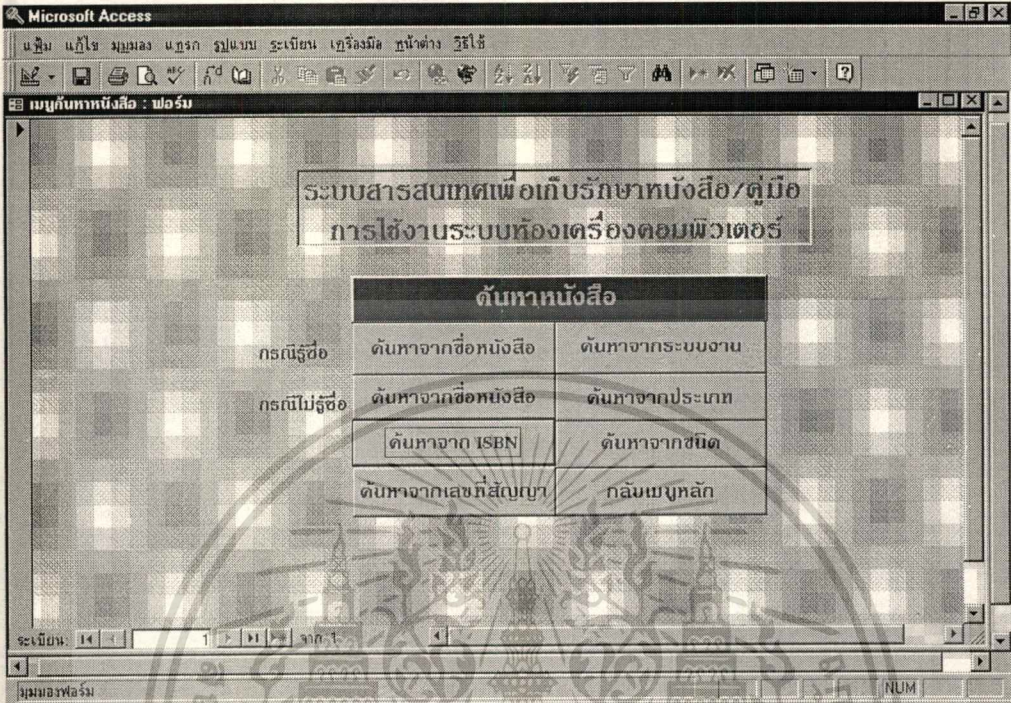 Microsoft Access
แฟ้ม แก้ไข มุมมอง แทรก รูปแบบ ระเบียน เครื่องมือ หน้าต่าง วิธีใช้
เมนูค้นหาหนังสือ : ฟอร์ม
ระบบสารสนเทศเพื่อเก็บรักษาหนังสือ/คู่มือ
การใช้งานระบบห้องเครื่องคอมพิวเตอร์
ค้นหาหนังสือ
กรณีรู้ชื่อ ค้นหาจากชื่อหนังสือ ค้นหาจากระบบงาน
กรณีไม่รู้ชื่อ ค้นหาจากชื่อหนังสือ ค้นหาจากประเภท
ค้นหาจาก ISBN ค้นหาจากชนิด
ค้นหาจากเลขที่สัญญา กลับเมนูหลัก
ระเบียน: 1 จาก 1
มุมมองฟอร์ม NUM